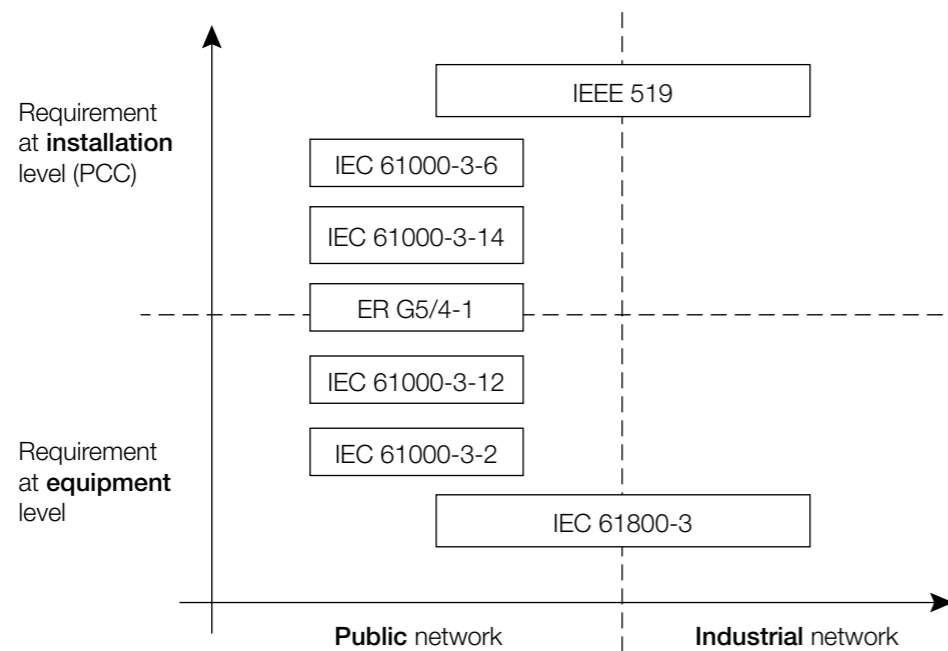 IEEE 519
Requirement
at installation
level (PCC)
IEC 61000-3-6
IEC 61000-3-14
ER G5/4-1
IEC 61000-3-12
Requirement
at equipment
level
IEC 61000-3-2
IEC 61800-3
Public network
Industrial network